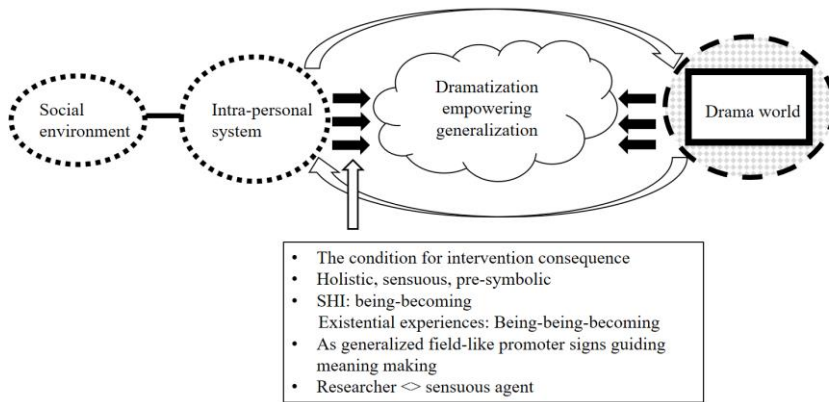 Social
environment
Intra-personal
system
Dramatization
empowering
generalization
Drama world
• The condition for intervention consequence
• Holistic, sensuous, pre-symbolic
• SHI: being-becoming
Existential experiences: Being-being-becoming
• As generalized field-like promoter signs guiding
meaning making
• Researcher <> sensuous agent